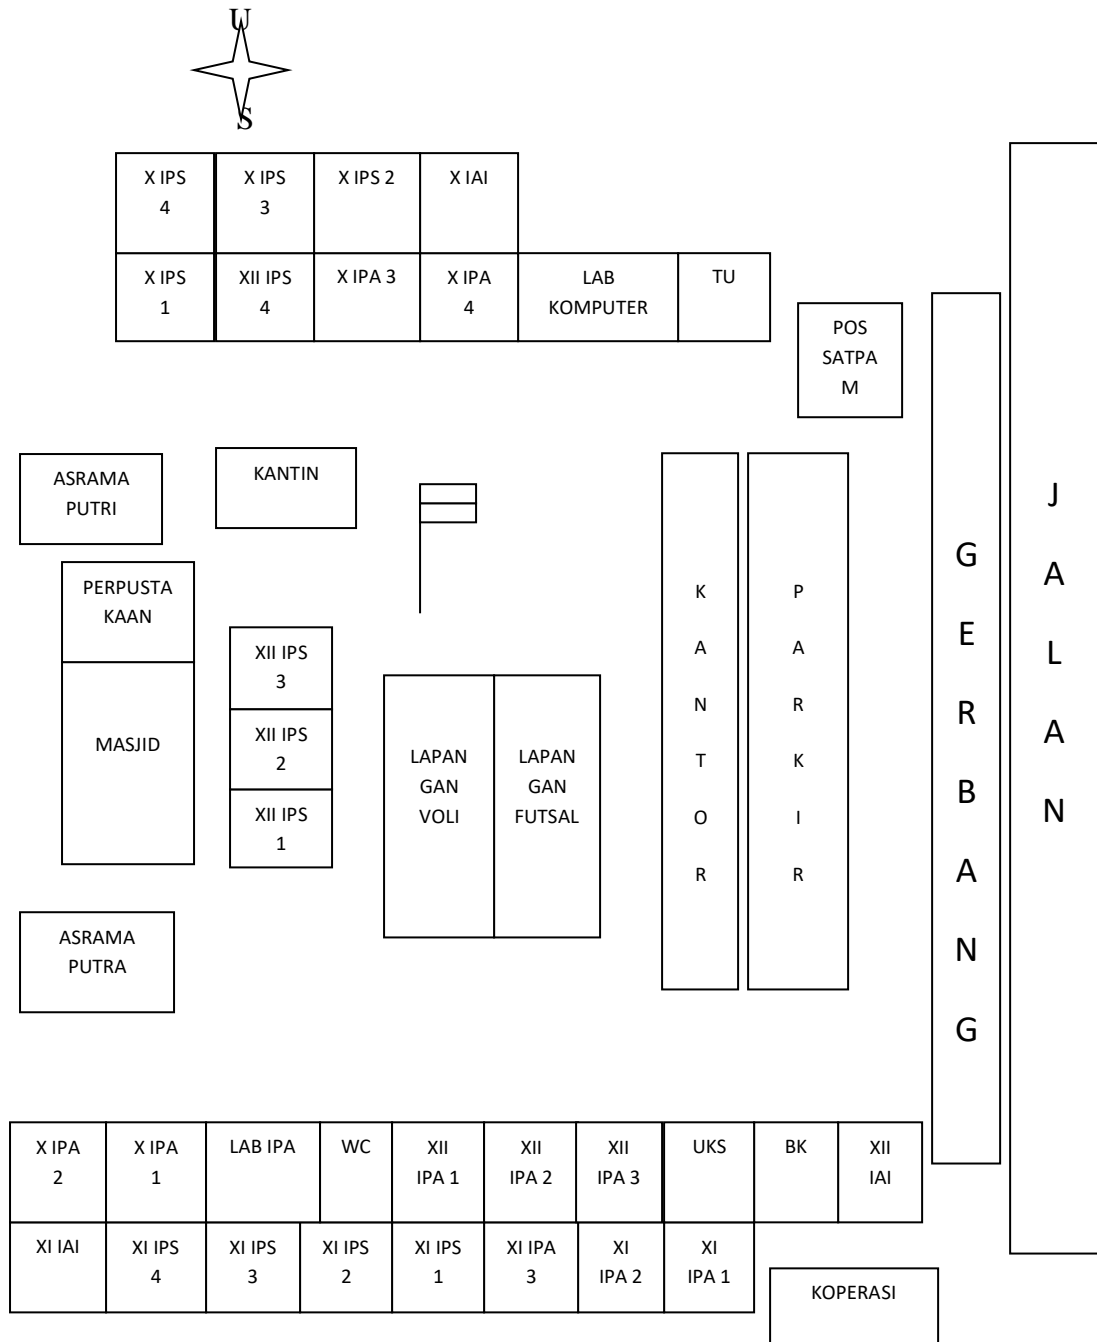 U
S
X IPS
4
X IPS
3
X IPS 2
X IAI
X IPS
1
XII IPS
4
X IPA 3
X IPA
4
LAB
KOMPUTER
TU
POS
SATPA
M
ASRAMA
PUTRI
KANTIN
PERPUSTA
KAAN
MASJID
XII IPS
3
XII IPS
2
XII IPS
1
LAPAN
GAN
VOLI
LAPAN
GAN
FUTSAL
K
A
N
T
O
R
P
A
R
K
I
R
G
E
R
B
A
N
G
J
A
L
A
N
ASRAMA
PUTRA
X IPA
2
X IPA
1
LAB IPA
WC
XII
IPA 1
XII
IPA 2
XII
IPA 3
UKS
BK
XII
IAI
XI IAI
XI IPS
4
XI IPS
3
XI IPS
2
XI IPS
1
XI IPA
3
XI
IPA 2
XI
IPA 1
KOPERASI